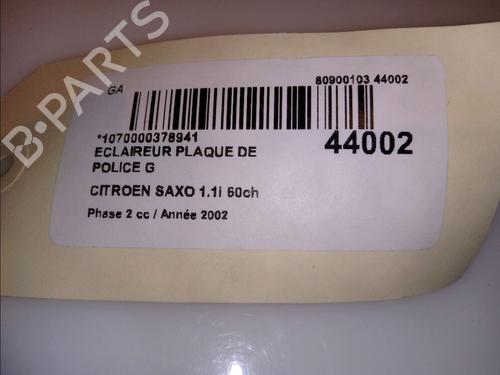 B-PARTS
GA 80900103 44002
*1070000378941
44002
ECLAIREUR PLAQUE DE
POLICE G
CITROEN SAXO 1.1i 60ch
Phase 2 cc / Année 2002